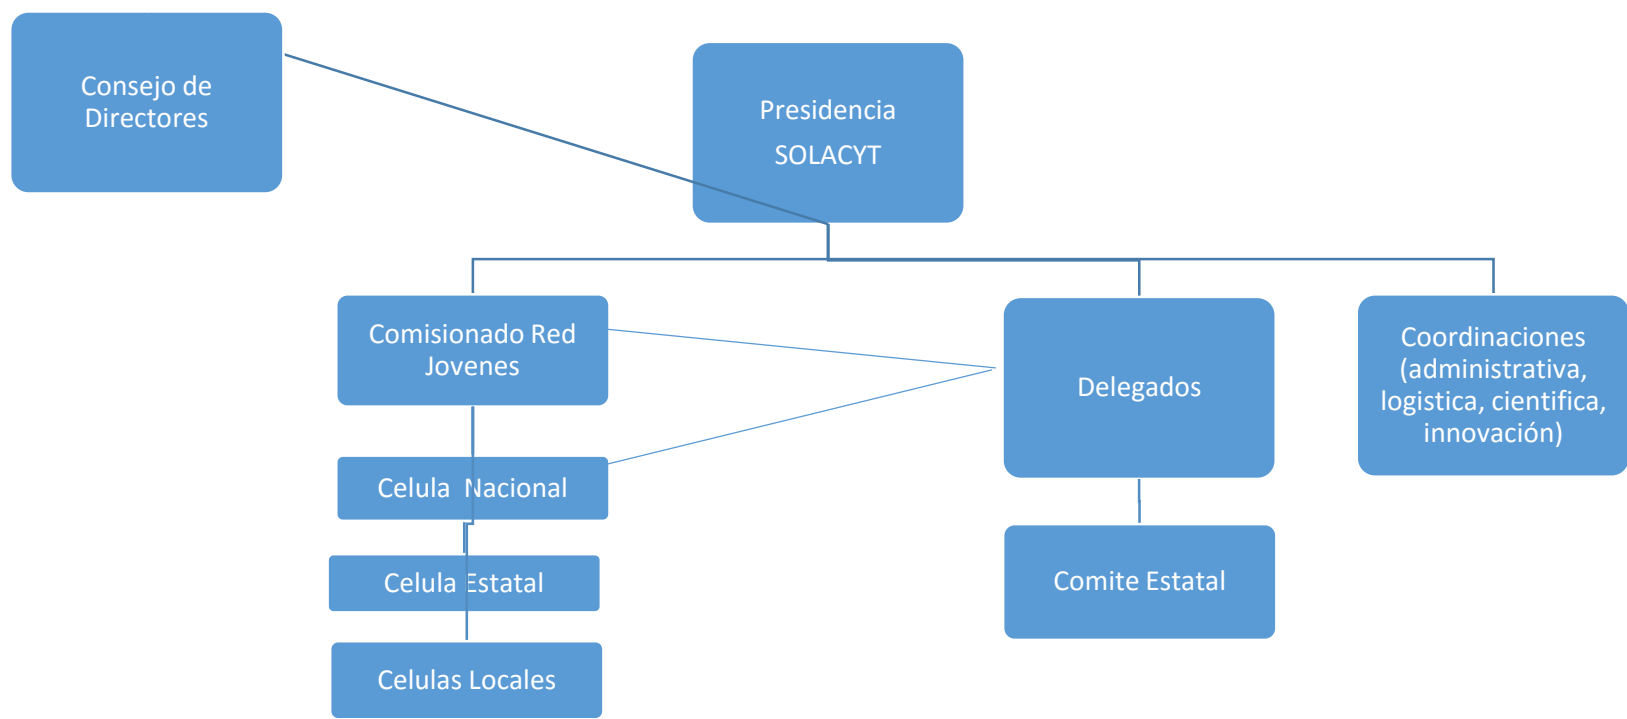 Consejo de
Directores
Presidencia
SOLACYT
Comisionado Red
Jovenes
Delegados
Coordinaciones
(administrativa,
logistica, cientifica,
innovación)
Celula  Nacional
Celula Estatal
Comite Estatal
Celulas Locales